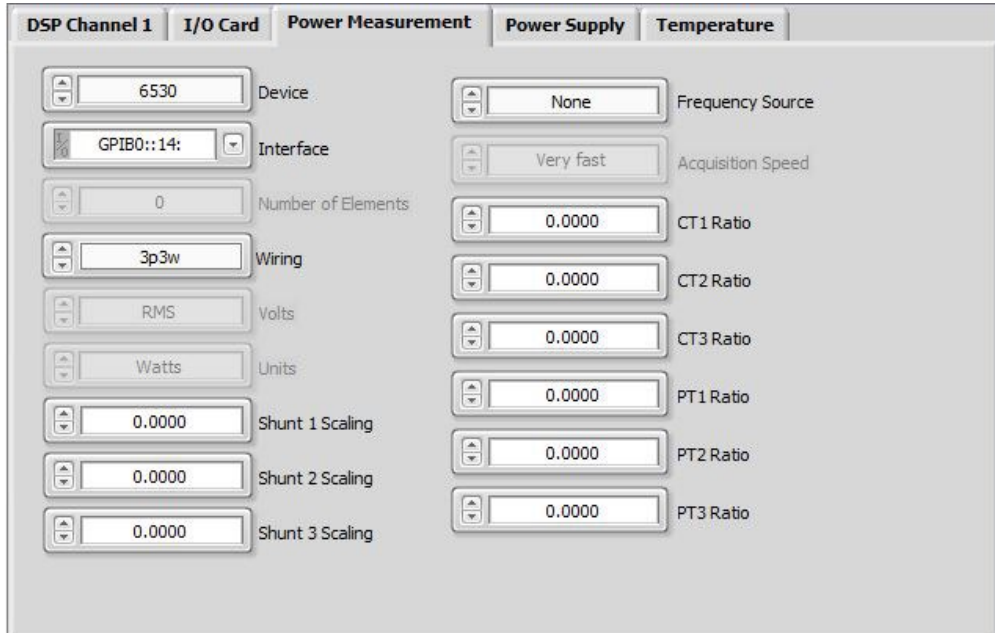 DSP Channel 1 I/O Card Power Measurement Power Supply Temperature
6530 Device
GPIB0::14: Interface
0 Number of Elements
3p3w Wiring
RMS Volts
Watts Units
0.0000 Shunt 1 Scaling
0.0000 Shunt 2 Scaling
0.0000 Shunt 3 Scaling
None Frequency Source
Very fast Acquisition Speed
0.0000 CT1 Ratio
0.0000 CT2 Ratio
0.0000 CT3 Ratio
0.0000 PT1 Ratio
0.0000 PT2 Ratio
0.0000 PT3 Ratio